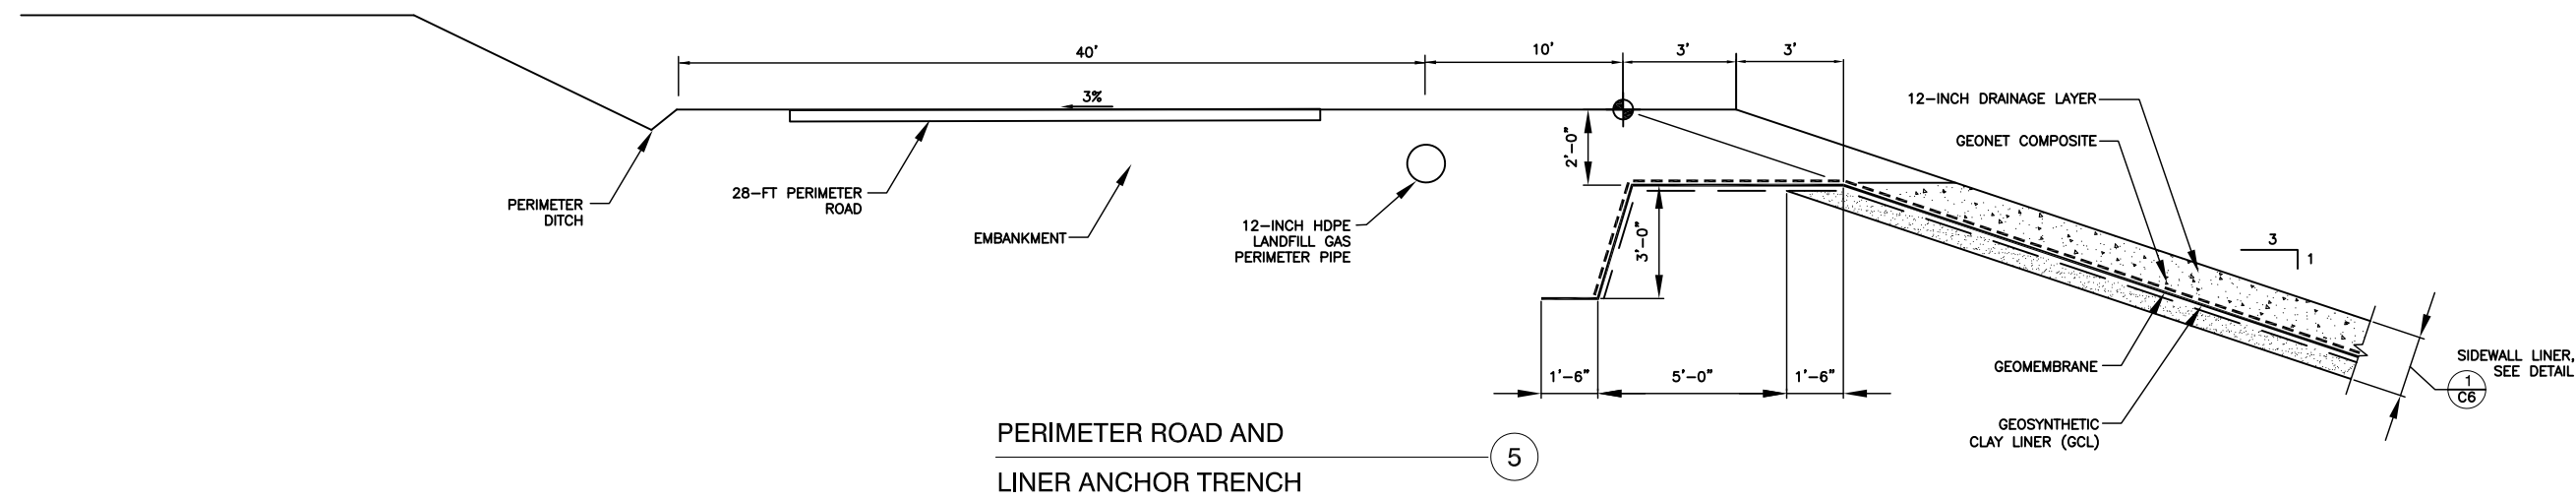 40'
10'
3'
3'
3%
2'-0"
3'-0"
12-INCH DRAINAGE LAYER
GEONET COMPOSITE
3
1
PERIMETER
DITCH
28-FT PERIMETER
ROAD
EMBANKMENT
12-INCH HDPE
LANDFILL GAS
PERIMETER PIPE
1'-6"
5'-0"
1'-6"
GEOMEMBRANE
GEOSYNTHETIC
CLAY LINER (GCL)
SIDEWALL LINER,
SEE DETAIL
1
C6
PERIMETER ROAD AND
LINER ANCHOR TRENCH
5